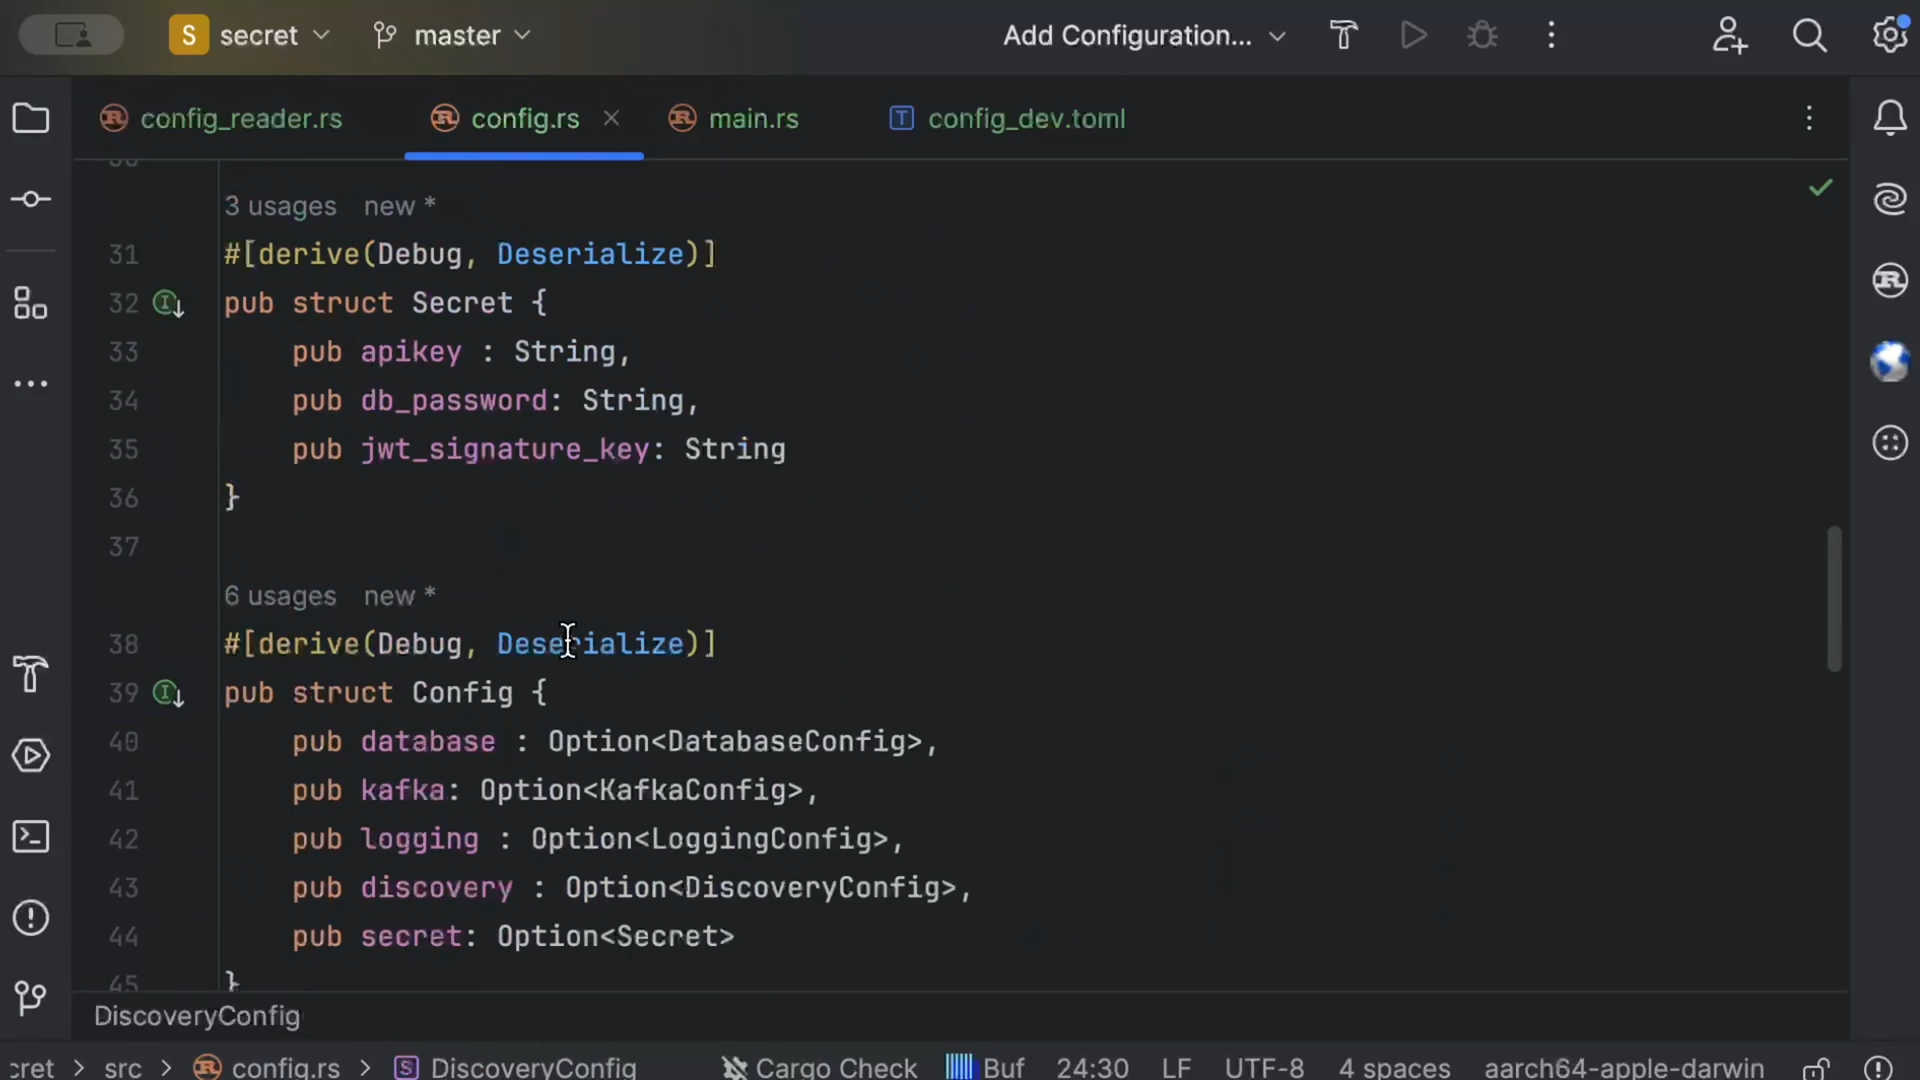 S secret master Add Configuration...
config_reader.rs config.rs main.rs T config_dev.toml
3 usages new *
31 #[derive(Debug, Deserialize)]
32 pub struct Secret {
33 pub apikey : String,
34 pub db_password: String,
35 pub jwt_signature_key: String
36 }
37
6 usages new *
38 #[derive(Debug, Deserialize)]
39 pub struct Config {
40 pub database : Option<DatabaseConfig>,
41 pub kafka: Option<KafkaConfig>,
42 pub logging : Option<LoggingConfig>,
43 pub discovery : Option<DiscoveryConfig>,
44 pub secret: Option<Secret>
45 }
DiscoveryConfig
cret > src > config.rs > S DiscoveryConfig Cargo Check Buf 24:30 LF UTF-8 4 spaces aarch64-apple-darwin